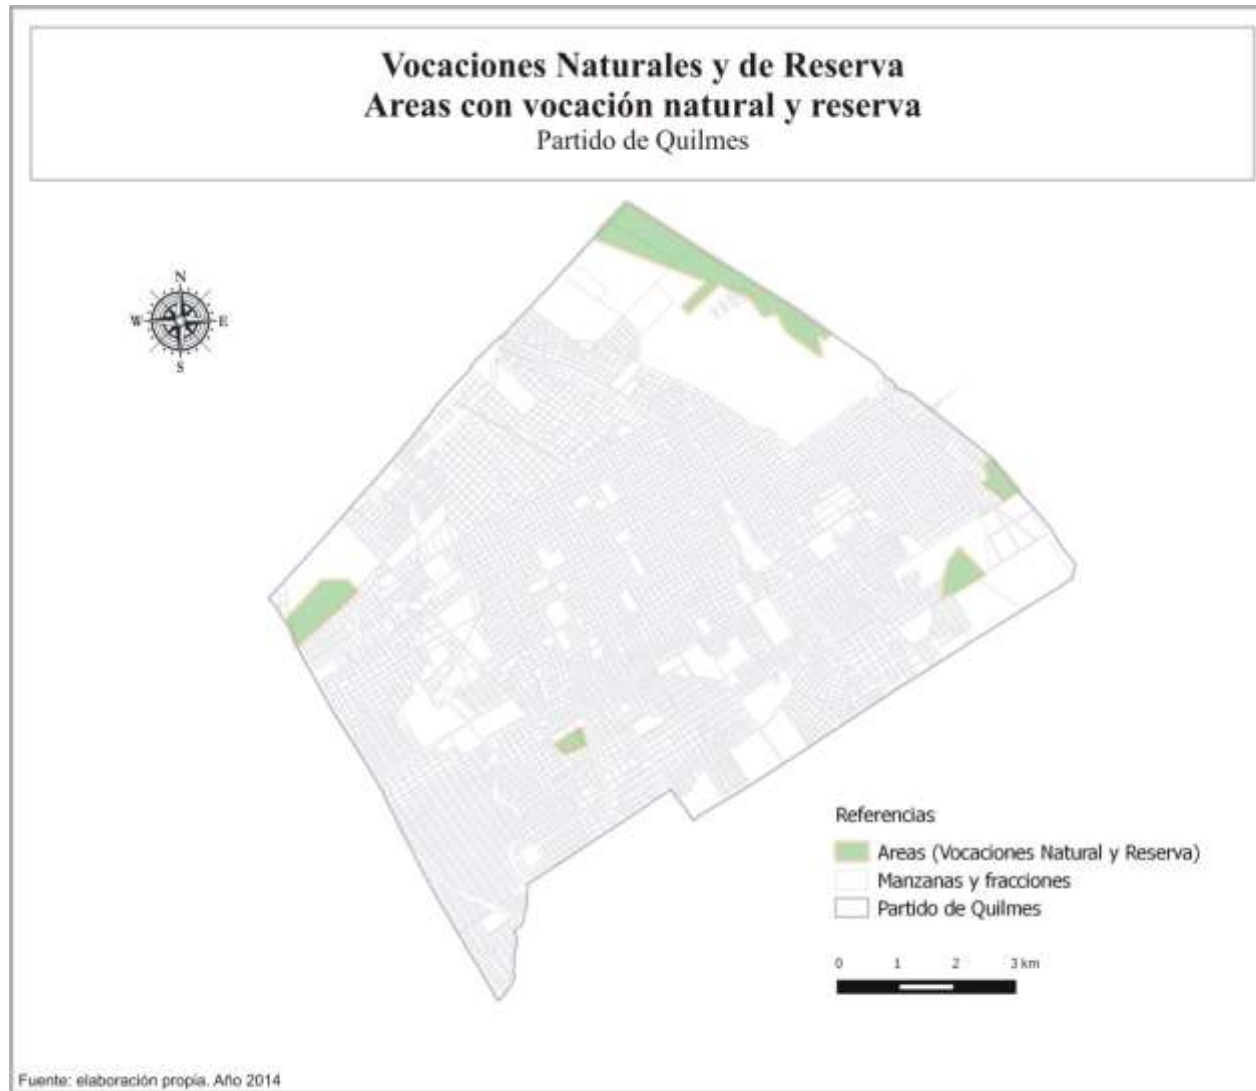 Vocaciones Naturales y de Reserva
Areas con vocación natural y reserva
Partido de Quilmes
N
W E
S
Referencias
Areas (Vocaciones Natural y Reserva)
Manzanas y fracciones
Partido de Quilmes
0 1 2 3 km
Fuente: elaboración propia. Año 2014